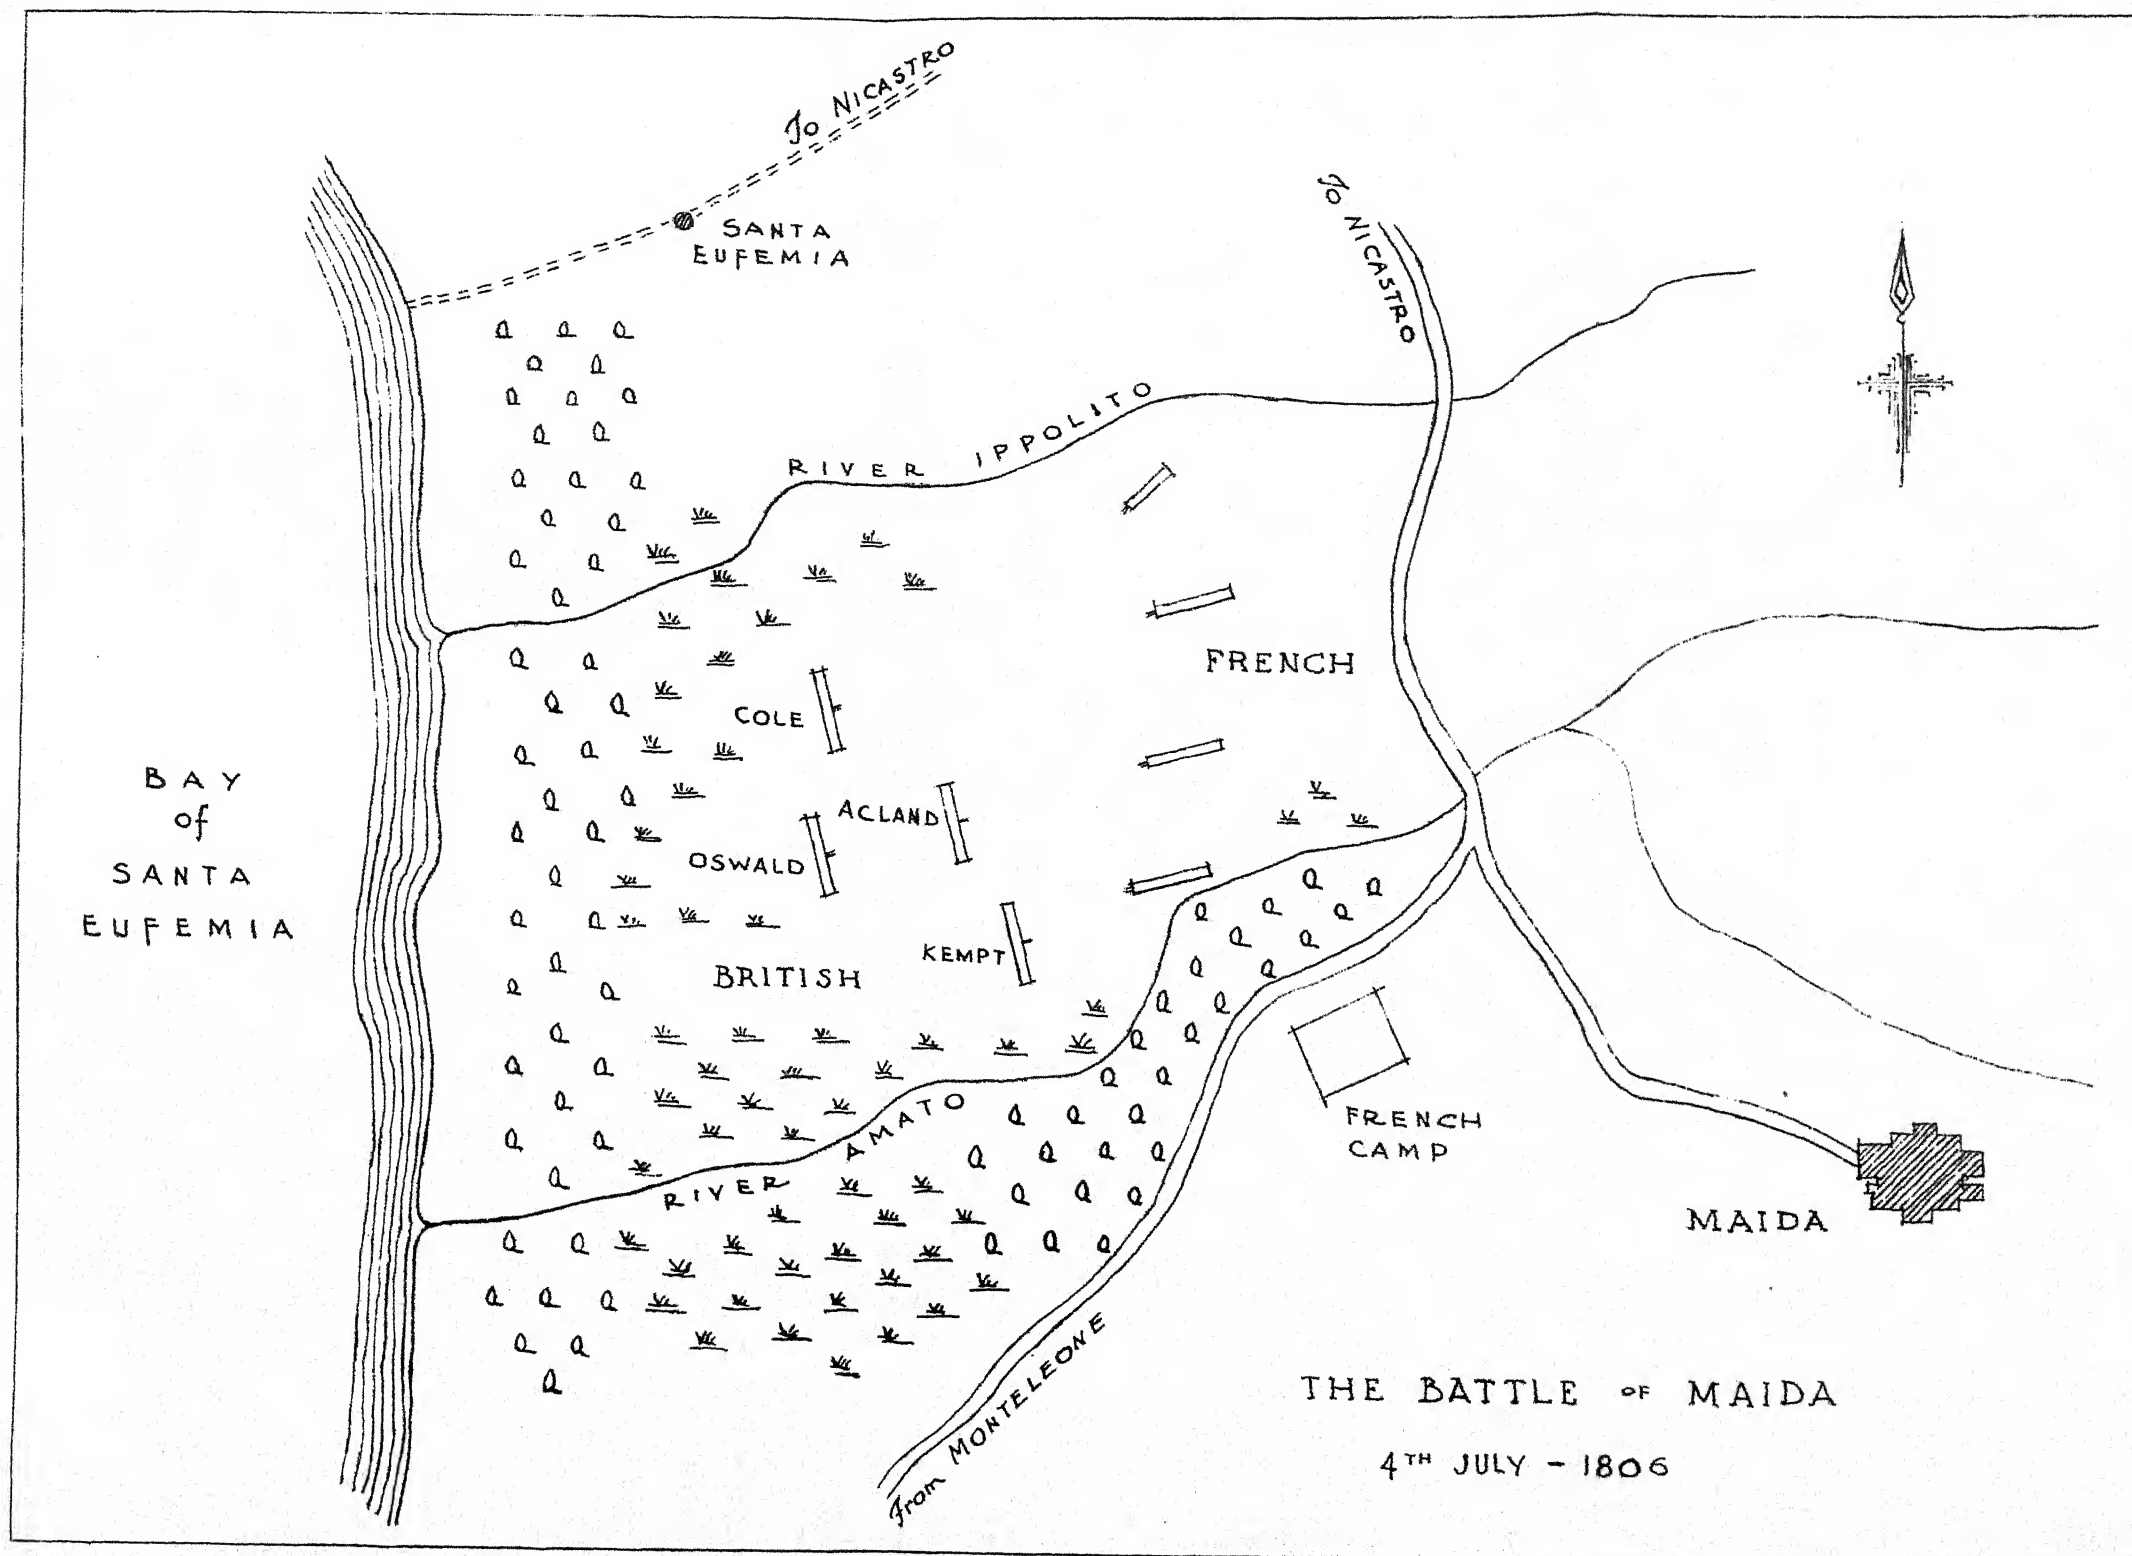 To NICASTRO
SANTA
EUFEMIA
To NICASTRO
RIVER IPPOLITO
FRENCH
COLE
BAY
of
SANTA
EUFEMIA
ACLAND
OSWALD
KEMPT
BRITISH
RIVER AMATO
FRENCH
CAMP
MAIDA
From MONTELEONE
THE BATTLE OF MAIDA
4TH JULY - 1806